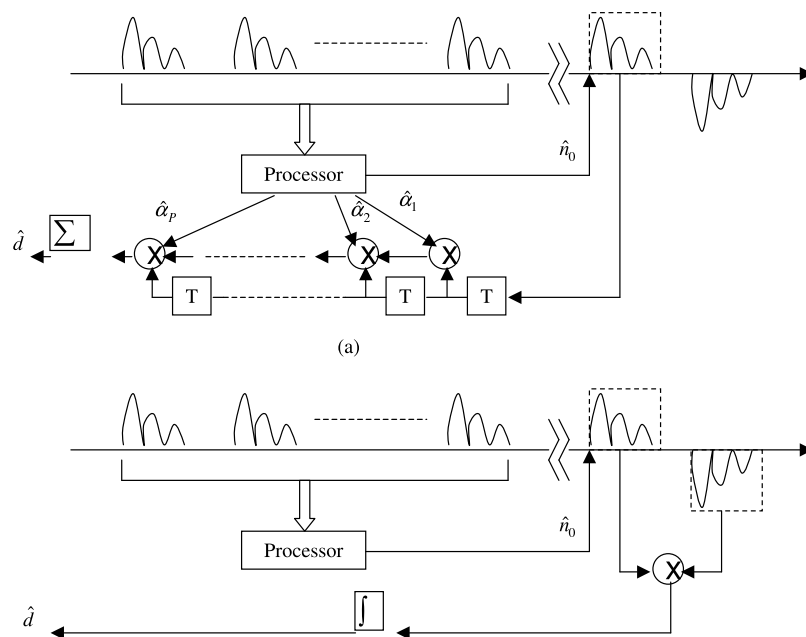 n̂₀
Processor
α̂_P
α̂₂
α̂₁
d̂
∑
X
X
X
T
T
T
(a)
n̂₀
Processor
X
d̂
∫